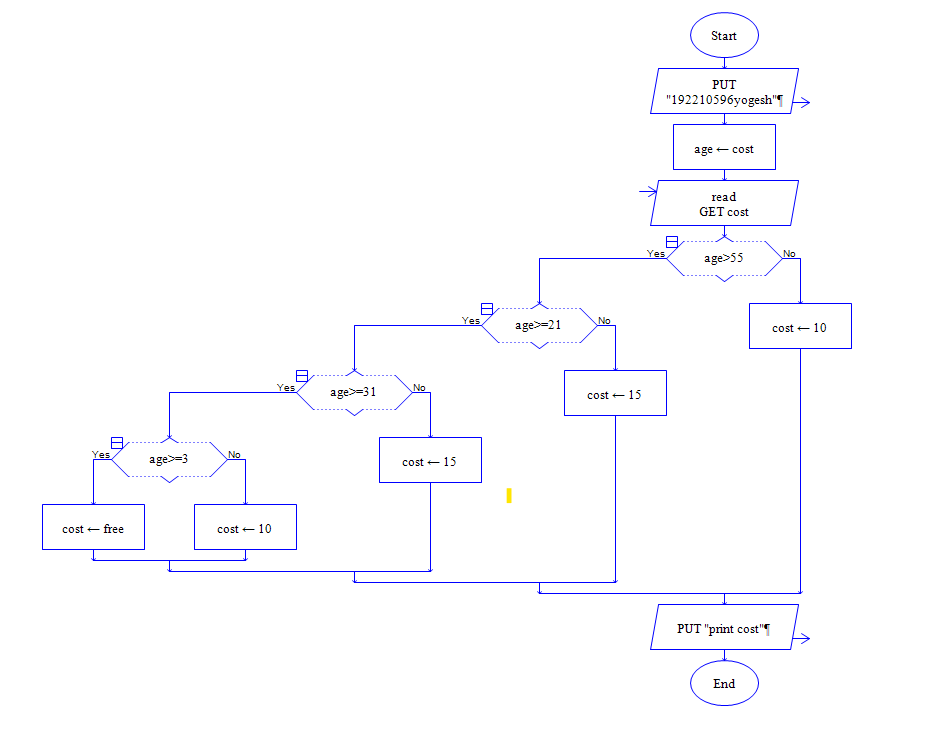 Start
PUT
"192210596yogesh"¶
age ← cost
read
GET cost
Yes
age>55
No
Yes
age>=21
No
cost ← 10
Yes
age>=31
No
cost ← 15
Yes
age>=3
No
cost ← 15
cost ← free
cost ← 10
PUT "print cost"¶
End